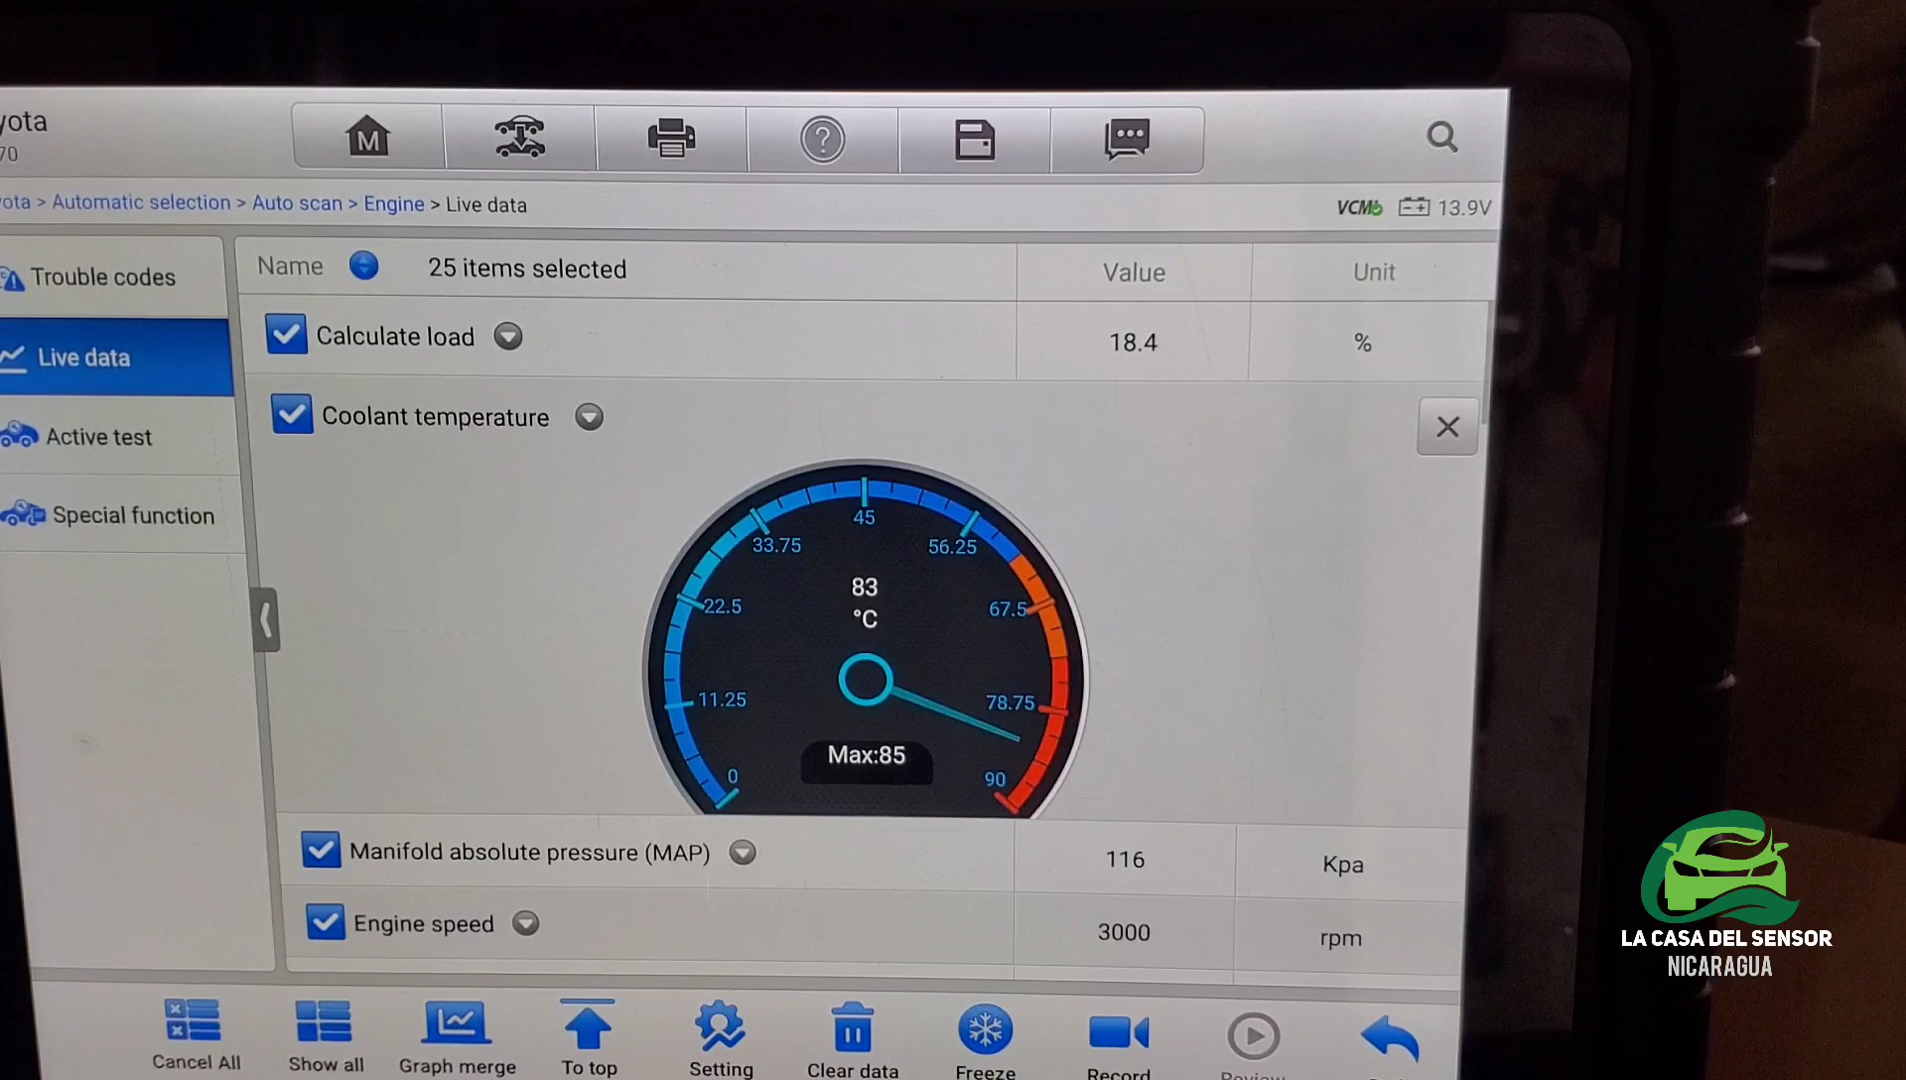 yota
70
M
?
ota > Automatic selection > Auto scan > Engine > Live data
VCMI
13.9V
Trouble codes
Live data
Active test
Special function
Name 25 items selected Value Unit
Calculate load 18.4 %
Coolant temperature
45
33.75 56.25
83
22.5 67.5
°C
11.25 78.75
Max:85
0 90
Manifold absolute pressure (MAP) 116 Kpa
Engine speed 3000 rpm
Cancel All Show all Graph merge To top Setting Clear data Freeze Record
LA CASA DEL SENSOR
NICARAGUA